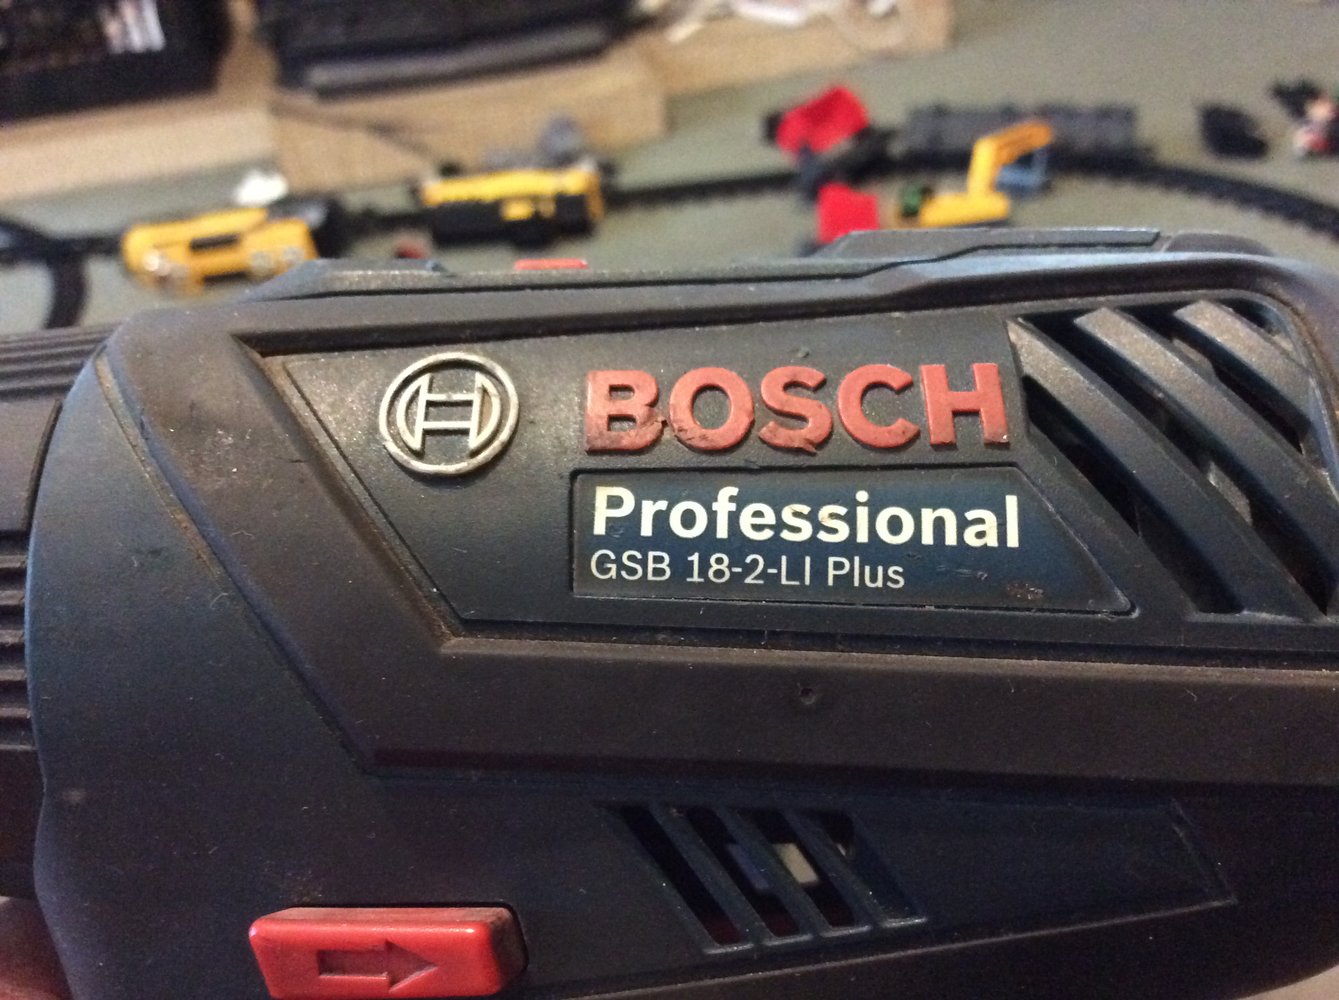 BOSCH
Professional
GSB 18-2-LI Plus